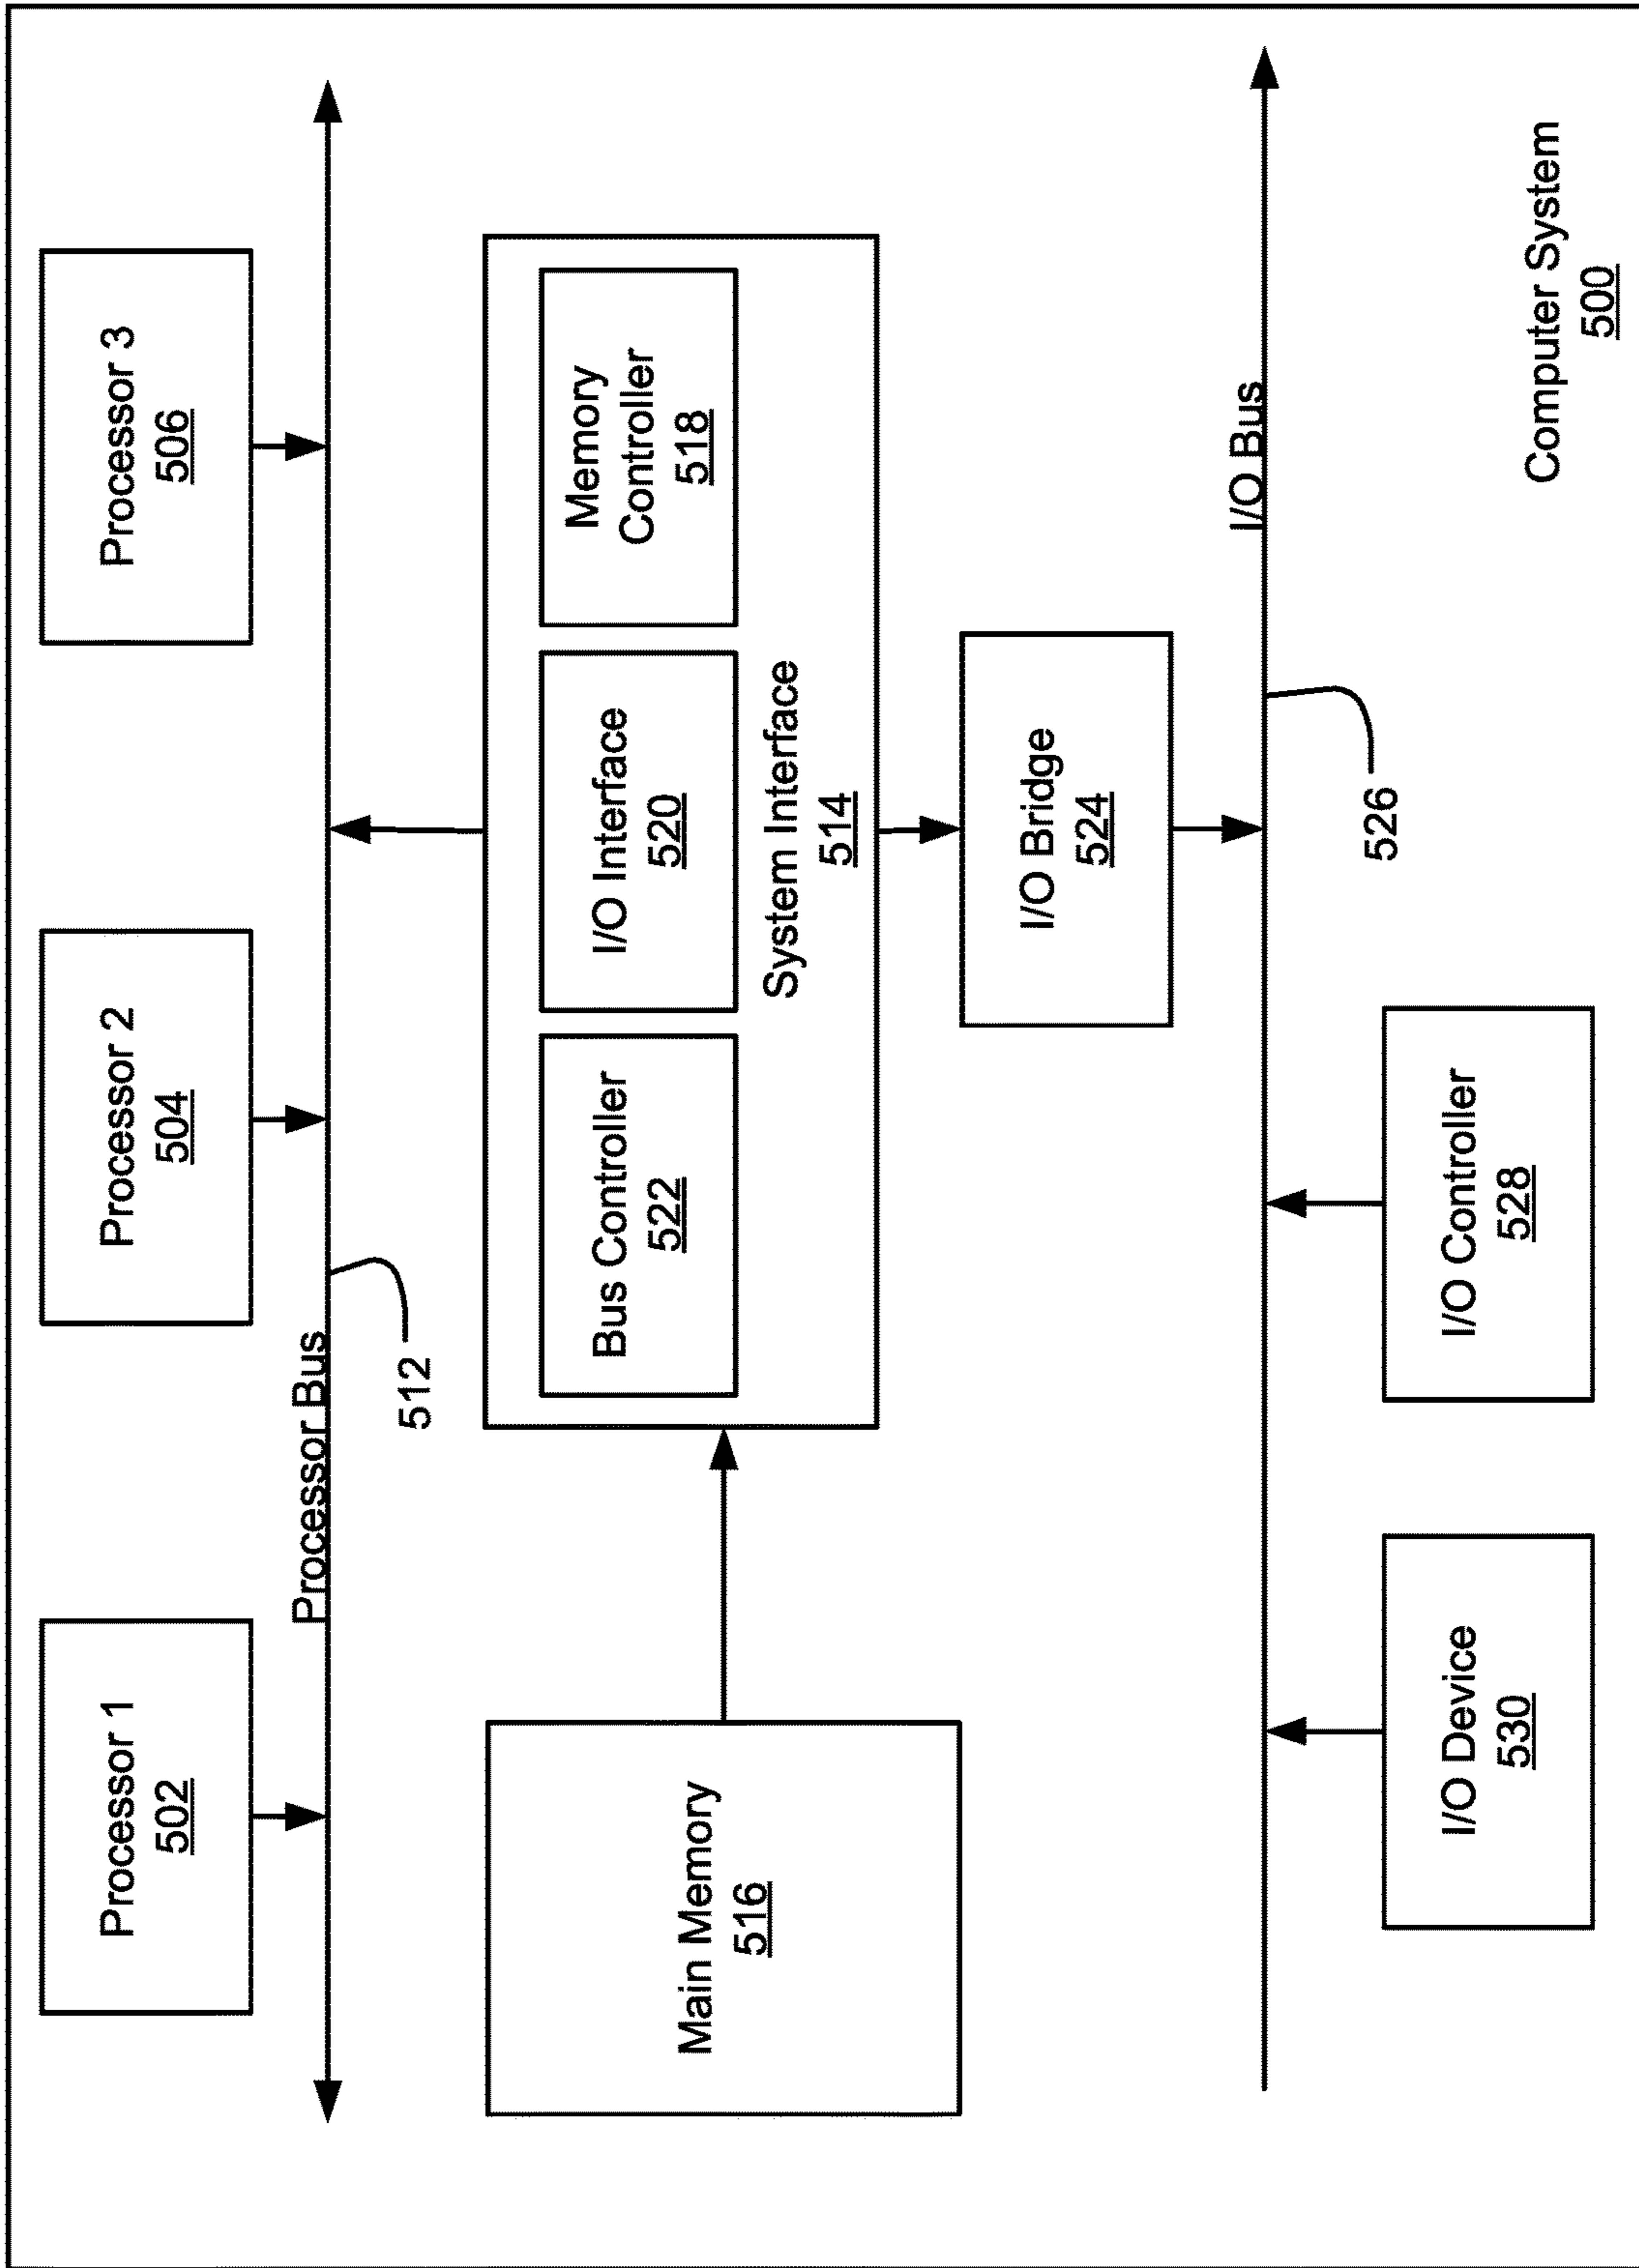 Processor 1
502
Processor 2
504
Processor 3
506
Processor Bus
512
Main Memory
516
Bus Controller
522
I/O Interface
520
Memory
Controller
518
System Interface
514
I/O Bridge
524
I/O Bus
526
I/O Device
530
I/O Controller
528
Computer System
500